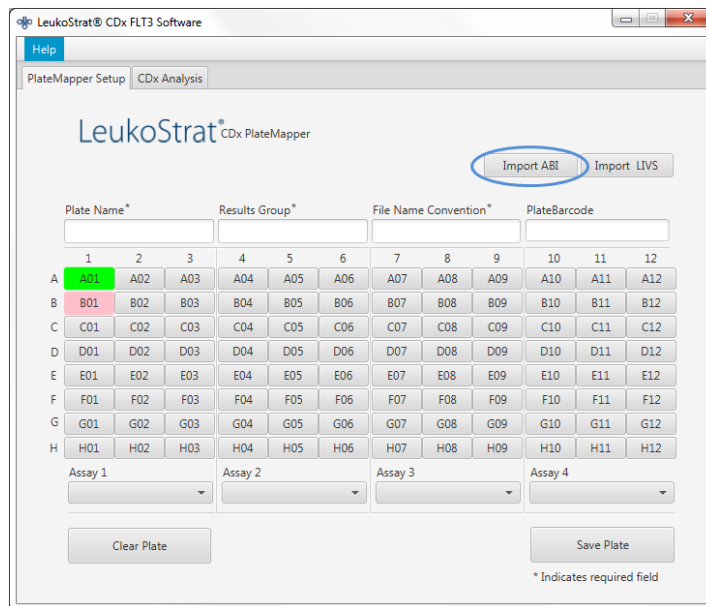 LeukoStrat® CDx FLT3 Software
Help
PlateMapper Setup CDx Analysis
LeukoStrat® CDx PlateMapper
Import ABI Import LIVS
Plate Name* Results Group* File Name Convention* PlateBarcode
1 2 3 4 5 6 7 8 9 10 11 12
A A01 A02 A03 A04 A05 A06 A07 A08 A09 A10 A11 A12
B B01 B02 B03 B04 B05 B06 B07 B08 B09 B10 B11 B12
C C01 C02 C03 C04 C05 C06 C07 C08 C09 C10 C11 C12
D D01 D02 D03 D04 D05 D06 D07 D08 D09 D10 D11 D12
E E01 E02 E03 E04 E05 E06 E07 E08 E09 E10 E11 E12
F F01 F02 F03 F04 F05 F06 F07 F08 F09 F10 F11 F12
G G01 G02 G03 G04 G05 G06 G07 G08 G09 G10 G11 G12
H H01 H02 H03 H04 H05 H06 H07 H08 H09 H10 H11 H12
Assay 1 Assay 2 Assay 3 Assay 4
Clear Plate Save Plate
* Indicates required field